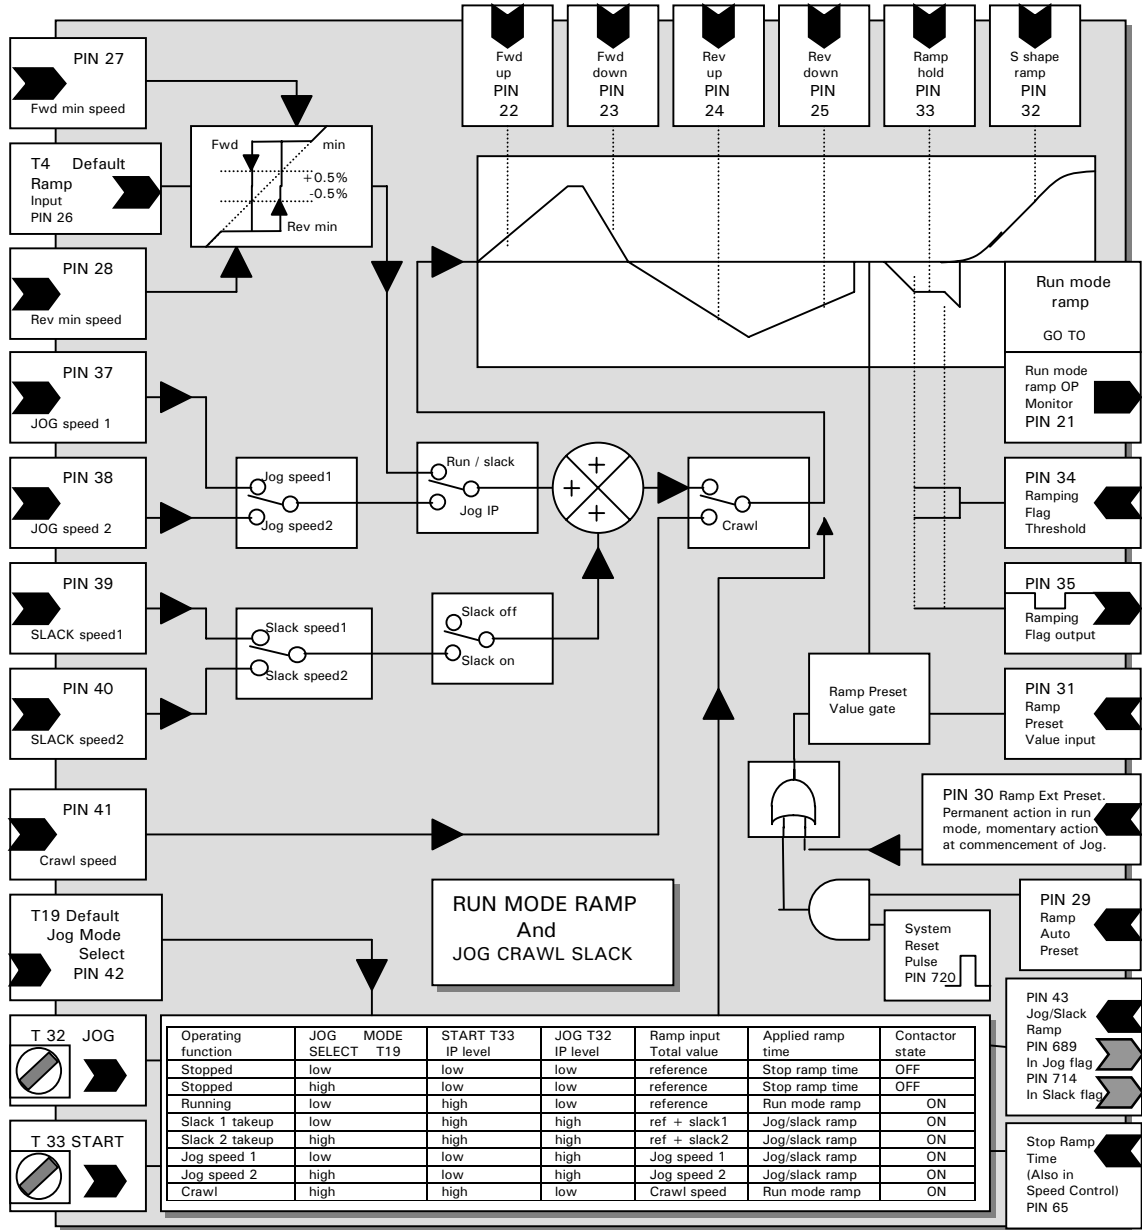 PIN 27
Fwd min speed
T4 Default
Ramp
Input
PIN 26
PIN 28
Rev min speed
PIN 37
JOG speed 1
PIN 38
JOG speed 2
PIN 39
SLACK speed1
PIN 40
SLACK speed2
PIN 41
Crawl speed
T19 Default
Jog Mode
Select
PIN 42
T 32 JOG
T 33 START
Fwd
min
+0.5%
-0.5%
Rev min
Fwd
up
PIN
22
Fwd
down
PIN
23
Rev
up
PIN
24
Rev
down
PIN
25
Ramp
hold
PIN
33
S shape
ramp
PIN
32
Run mode
ramp
GO TO
Run mode
ramp OP
Monitor
PIN 21
PIN 34
Ramping
Flag
Threshold
PIN 35
Ramping
Flag output
PIN 31
Ramp
Preset
Value input
PIN 30 Ramp Ext Preset.
Permanent action in run
mode, momentary action
at commencement of Jog.
PIN 29
Ramp
Auto
Preset
PIN 43
Jog/Slack
Ramp
PIN 689
In Jog flag
PIN 714
In Slack flag
Stop Ramp
Time
(Also in
Speed Control)
PIN 65
Jog speed1
Jog speed2
Run / slack
Jog IP
+
+
+
Crawl
Slack speed1
Slack speed2
Slack off
Slack on
Ramp Preset
Value gate
System
Reset
Pulse
PIN 720
RUN MODE RAMP
And
JOG CRAWL SLACK
Operating function | JOG MODE SELECT T19 | START T33 IP level | JOG T32 IP level | Ramp input Total value | Applied ramp time | Contactor state
Stopped | low | low | low | reference | Stop ramp time | OFF
Stopped | high | low | low | reference | Stop ramp time | OFF
Running | low | high | low | reference | Run mode ramp | ON
Slack 1 takeup | low | high | high | ref + slack1 | Jog/slack ramp | ON
Slack 2 takeup | high | high | high | ref + slack2 | Jog/slack ramp | ON
Jog speed 1 | low | low | high | Jog speed 1 | Jog/slack ramp | ON
Jog speed 2 | high | low | high | Jog speed 2 | Jog/slack ramp | ON
Crawl | high | high | low | Crawl speed | Run mode ramp | ON